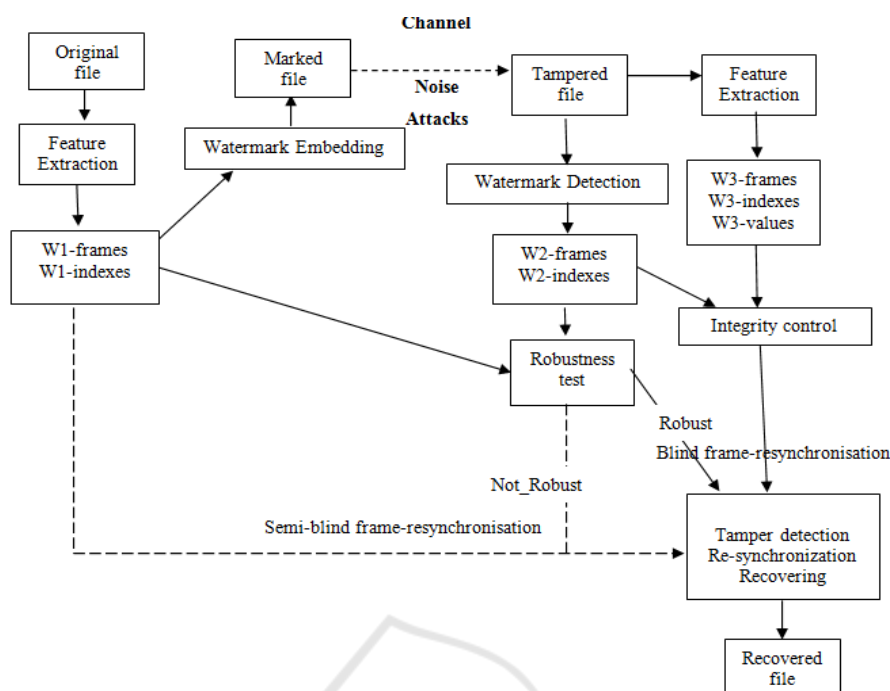 Channel
Original
file
Marked
file
Noise
Attacks
Tampered
file
Feature
Extraction
Feature
Extraction
Watermark Embedding
Watermark Detection
W3-frames
W3-indexes
W3-values
W1-frames
W1-indexes
W2-frames
W2-indexes
Integrity control
Robustness
test
Robust
Blind frame-resynchronisation
Not_Robust
Semi-blind frame-resynchronisation
Tamper detection
Re-synchronization
Recovering
Recovered
file